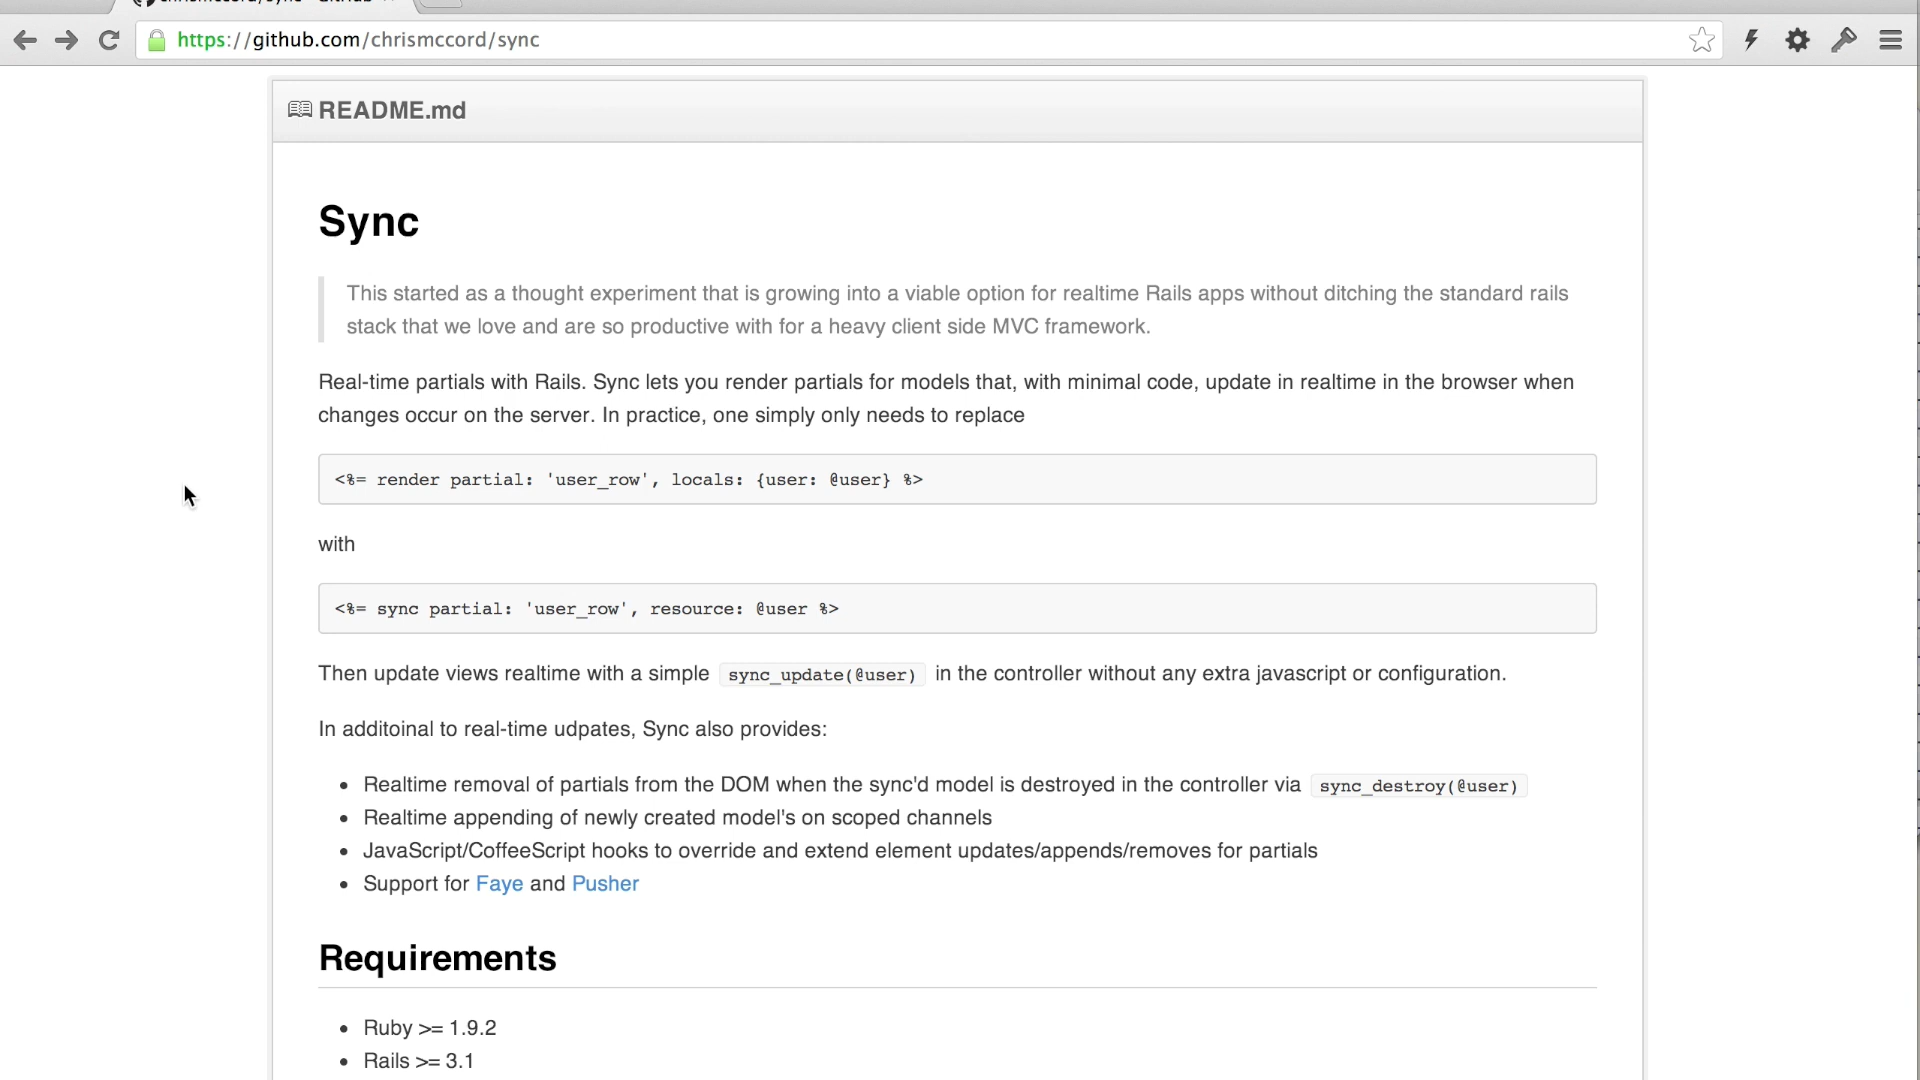 https://github.com/chrismccord/sync
README.md
Sync
This started as a thought experiment that is growing into a viable option for realtime Rails apps without ditching the standard rails
stack that we love and are so productive with for a heavy client side MVC framework.
Real-time partials with Rails. Sync lets you render partials for models that, with minimal code, update in realtime in the browser when
changes occur on the server. In practice, one simply only needs to replace
<%= render partial: 'user_row', locals: {user: @user} %>
with
<%= sync partial: 'user_row', resource: @user %>
Then update views realtime with a simple sync_update(@user) in the controller without any extra javascript or configuration.
In additoinal to real-time udpates, Sync also provides:
Realtime removal of partials from the DOM when the sync'd model is destroyed in the controller via sync_destroy(@user)
Realtime appending of newly created model's on scoped channels
JavaScript/CoffeeScript hooks to override and extend element updates/appends/removes for partials
Support for Faye and Pusher
Requirements
Ruby >= 1.9.2
Rails >= 3.1